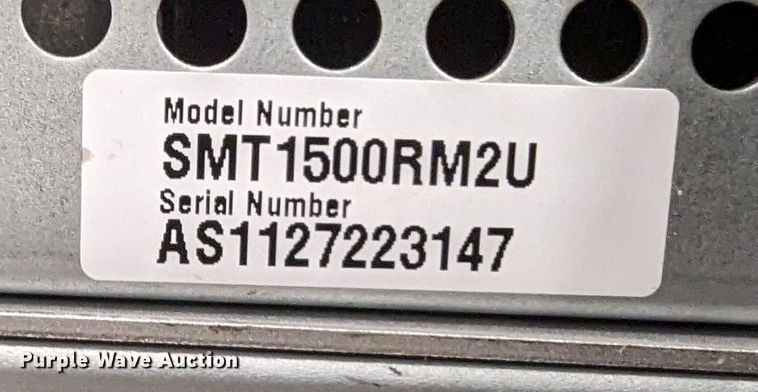 Model Number
SMT1500RM2U
Serial Number
AS1127223147
Purple Wave Auction